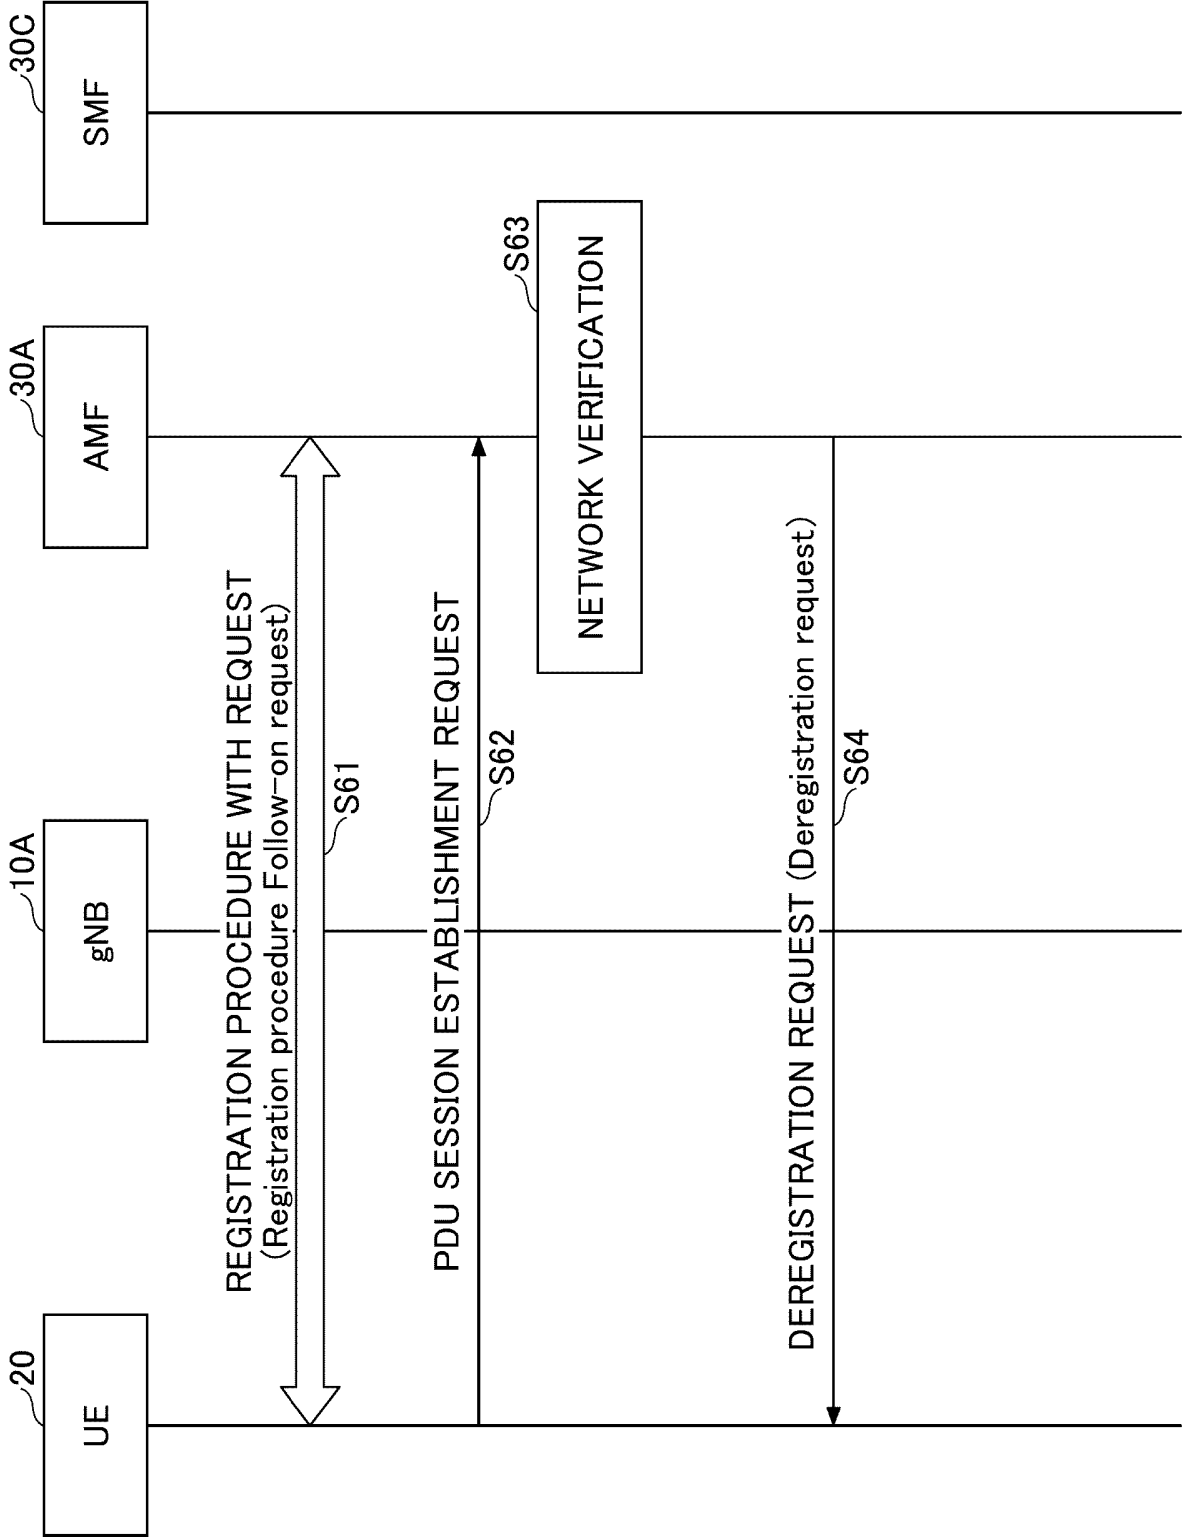 20
UE
10A
gNB
30A
AMF
30C
SMF
REGISTRATION PROCEDURE WITH REQUEST
(Registration procedure Follow-on request)
S61
PDU SESSION ESTABLISHMENT REQUEST
S62
S63
NETWORK VERIFICATION
DEREGISTRATION REQUEST (Deregistration request)
S64